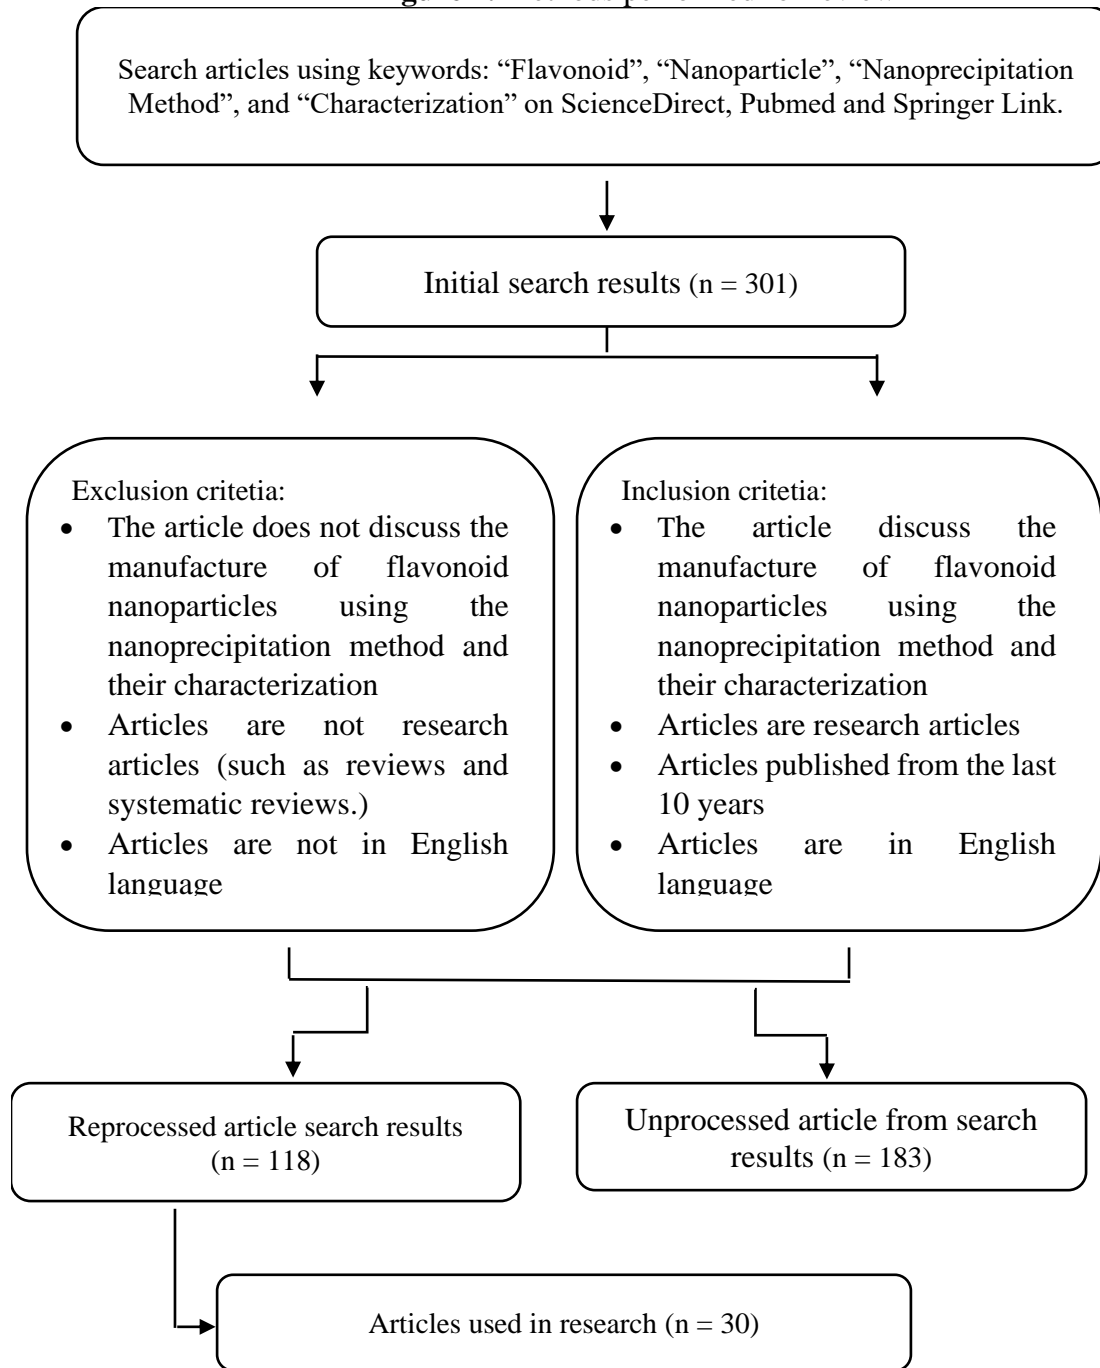 Search articles using keywords: “Flavonoid”, “Nanoparticle”, “Nanoprecipitation
Method”, and “Characterization” on ScienceDirect, Pubmed and Springer Link.
Initial search results (n = 301)
Exclusion critetia:
• The article does not discuss the
manufacture of flavonoid
nanoparticles using the
nanoprecipitation method and
their characterization
• Articles are not research
articles (such as reviews and
systematic reviews.)
• Articles are not in English
language
Inclusion critetia:
• The article discuss the
manufacture of flavonoid
nanoparticles using the
nanoprecipitation method and
their characterization
• Articles are research articles
• Articles published from the last
10 years
• Articles are in English
language
Reprocessed article search results
(n = 118)
Unprocessed article from search
results (n = 183)
Articles used in research (n = 30)